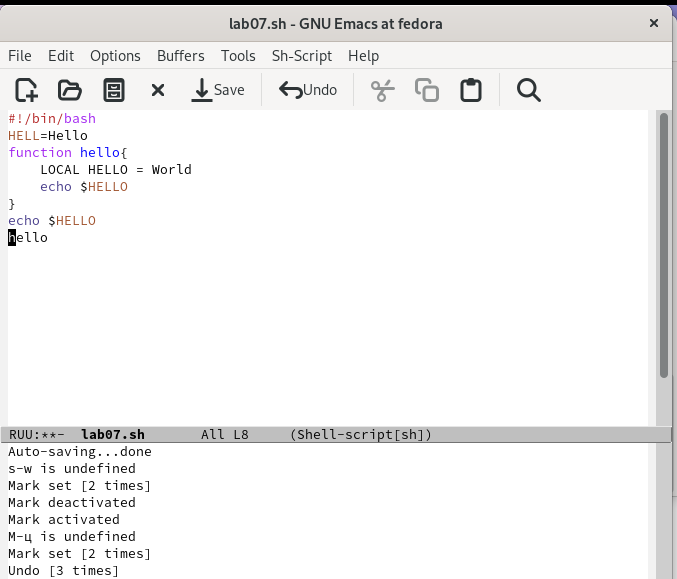 lab07.sh - GNU Emacs at fedora
File Edit Options Buffers Tools Sh-Script Help
Save Undo
#!/bin/bash
HELL=Hello
function hello{
    LOCAL HELLO = World
    echo $HELLO
}
echo $HELLO
hello
RUU:**-  lab07.sh       All L8     (Shell-script[sh])
Auto-saving...done
s-w is undefined
Mark set [2 times]
Mark deactivated
Mark activated
M-ц is undefined
Mark set [2 times]
Undo [3 times]